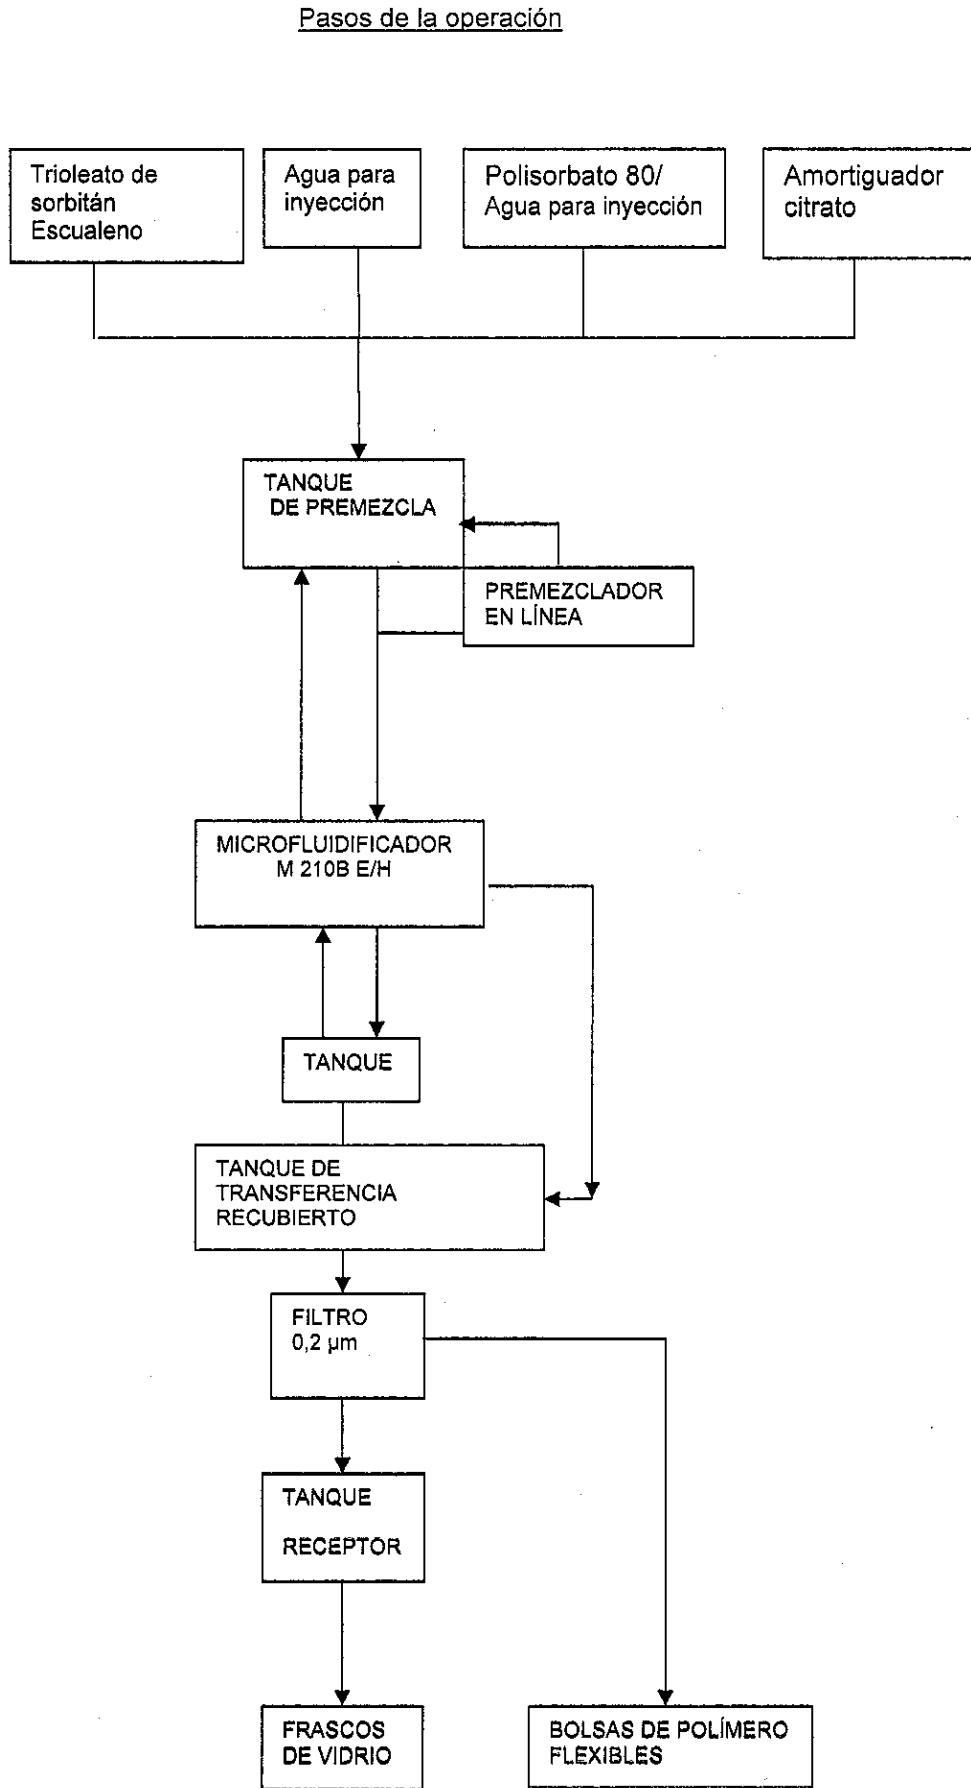 Pasos de la operación
Trioleato de
sorbitán
Escualeno
Agua para
inyección
Polisorbato 80/
Agua para inyección
Amortiguador
citrato
TANQUE
DE PREMEZCLA
PREMEZCLADOR
EN LÍNEA
MICROFLUIDIFICADOR
M 210B E/H
TANQUE
TANQUE DE
TRANSFERENCIA
RECUBIERTO
FILTRO
0,2 µm
TANQUE
RECEPTOR
FRASCOS
DE VIDRIO
BOLSAS DE POLÍMERO
FLEXIBLES